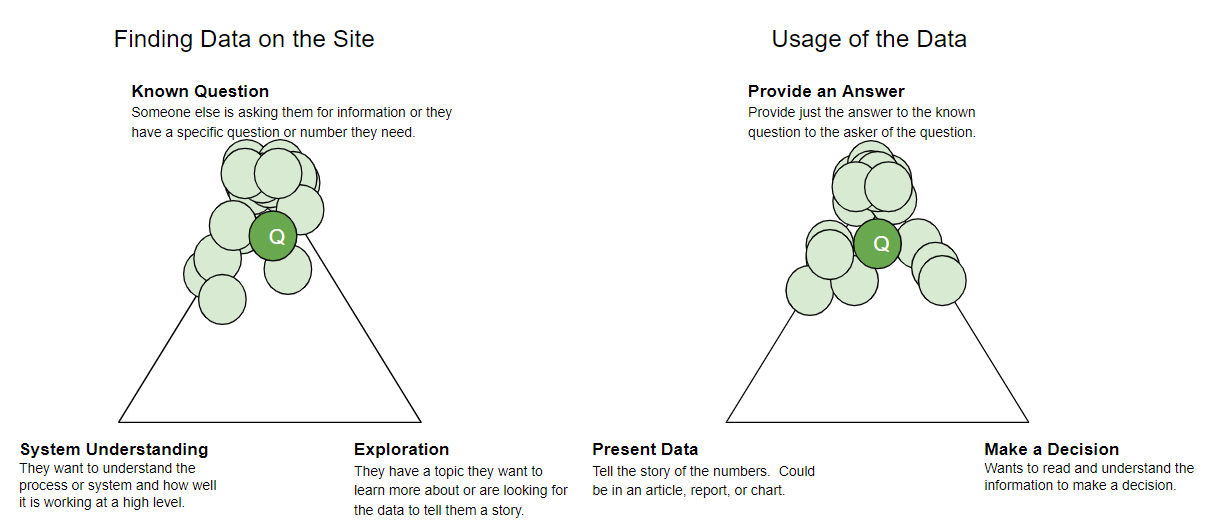 Finding Data on the Site
Known Question
Someone else is asking them for information or they
have a specific question or number they need.
Q
System Understanding
They want to understand the
process or system and how well
it is working at a high level.
Exploration
They have a topic they want to
learn more about or are looking for
the data to tell them a story.
Usage of the Data
Provide an Answer
Provide just the answer to the known
question to the asker of the question.
Q
Present Data
Tell the story of the numbers.  Could
be in an article, report, or chart.
Make a Decision
Wants to read and understand the
information to make a decision.